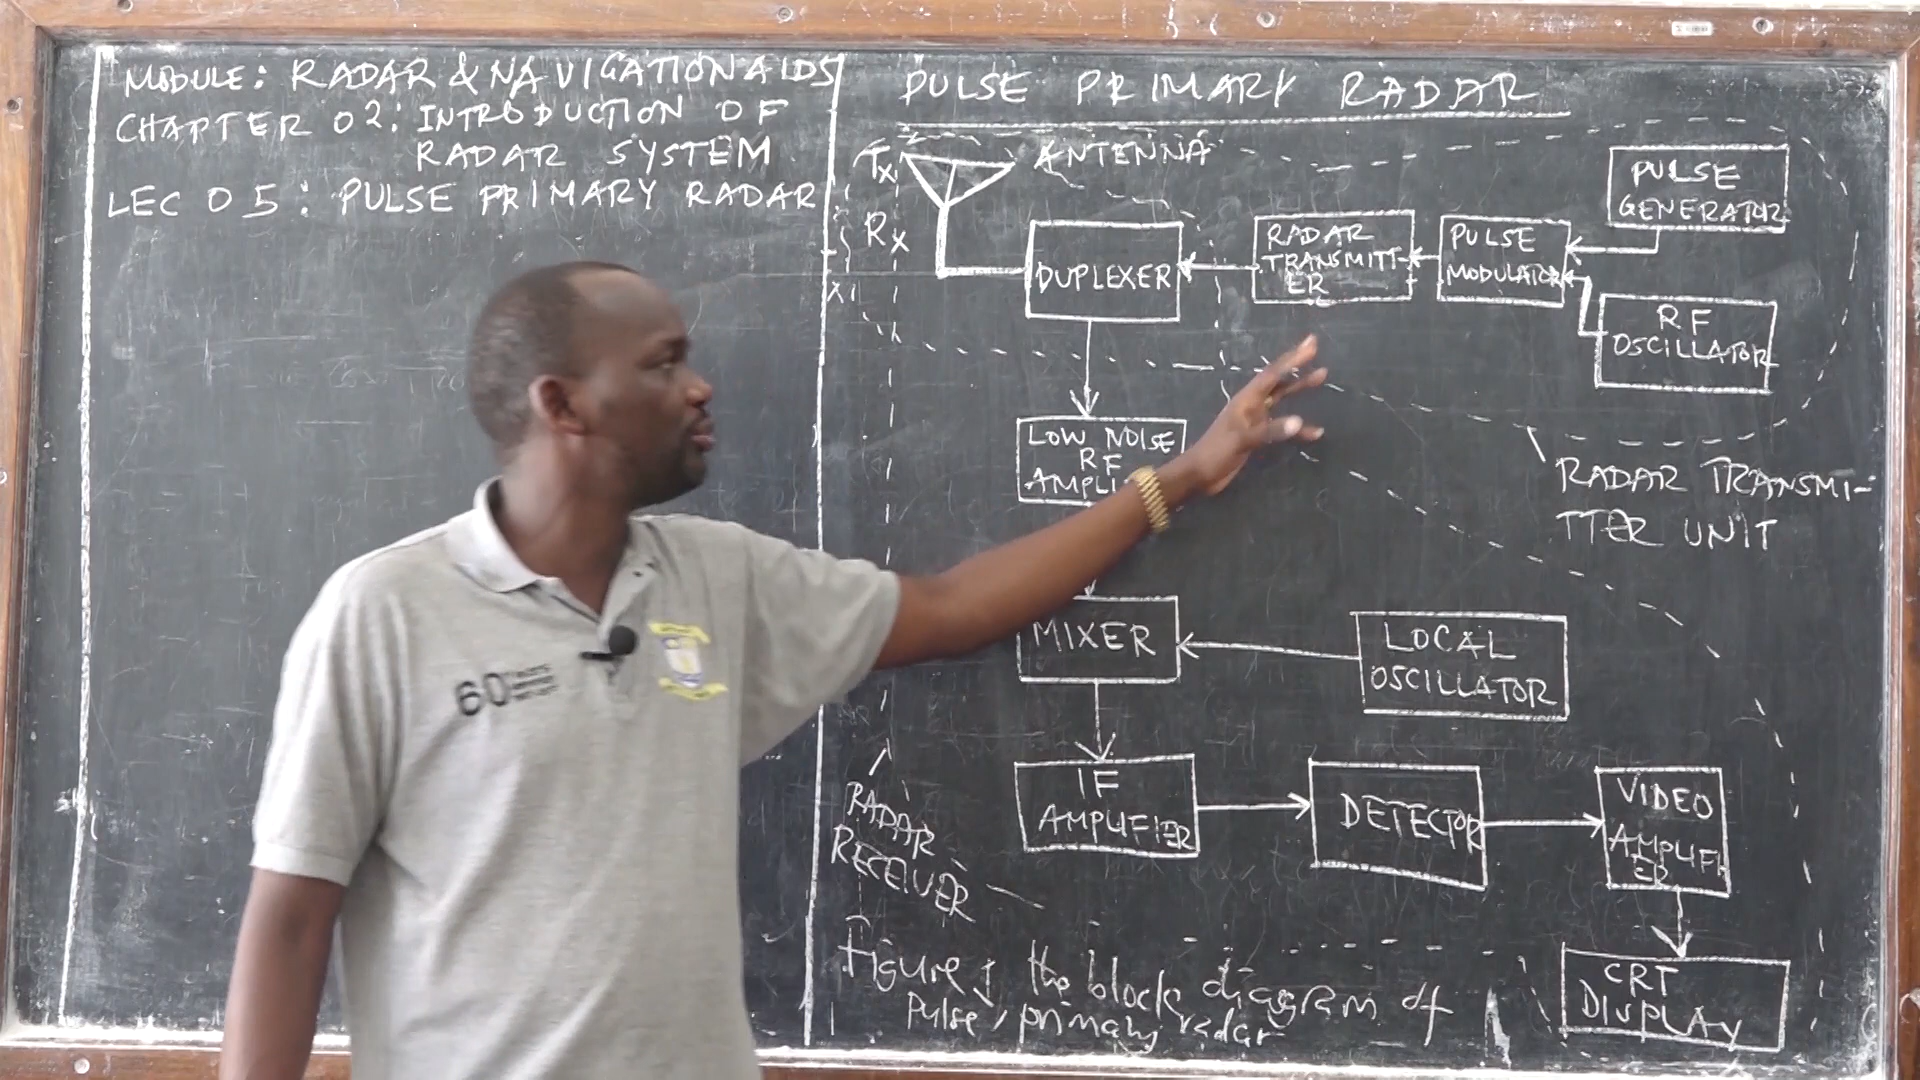 MODULE: RADAR & NAVIGATION AIDS
CHAPTER 02: INTRODUCTION OF
RADAR SYSTEM
LEC 05: PULSE PRIMARY RADAR
PULSE PRIMARY RADAR
Tx
ANTENNA
Rx
DUPLEXER
RADAR
TRANSMITT-
ER
PULSE
MODULATOR
PULSE
GENERATOR
RF
OSCILLATOR
LOW NOISE
RF
AMPLI
RADAR TRANSMI-
TTER UNIT
MIXER
LOCAL
OSCILLATOR
IF
AMPLIFIER
DETECTOR
VIDEO
AMPLIFI
ER
RADAR
RECEIVER
CRT
DISPLAY
Figure 1 the block diagram of
Pulse, primary radar
60